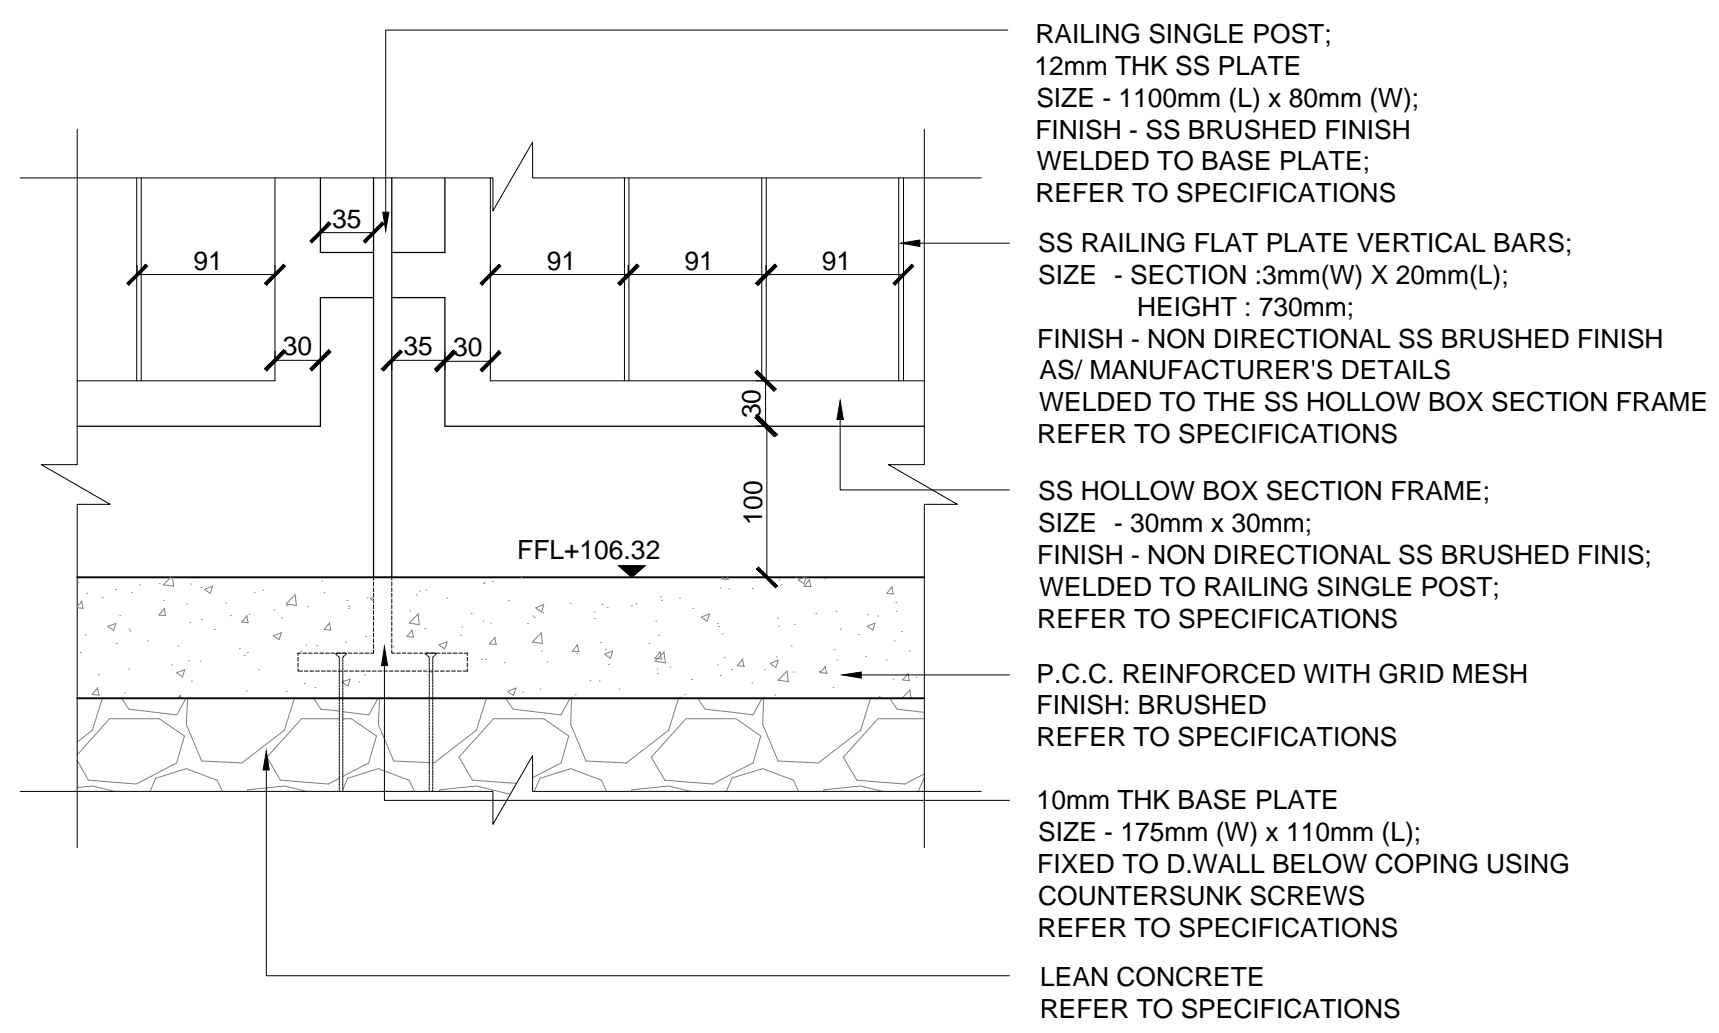 RAILING SINGLE POST;
12mm THK SS PLATE
SIZE - 1100mm (L) x 80mm (W);
FINISH - SS BRUSHED FINISH
WELDED TO BASE PLATE;
REFER TO SPECIFICATIONS
SS RAILING FLAT PLATE VERTICAL BARS;
SIZE - SECTION :3mm(W) X 20mm(L);
HEIGHT : 730mm;
FINISH - NON DIRECTIONAL SS BRUSHED FINISH
AS/ MANUFACTURER'S DETAILS
WELDED TO THE SS HOLLOW BOX SECTION FRAME
REFER TO SPECIFICATIONS
SS HOLLOW BOX SECTION FRAME;
SIZE - 30mm x 30mm;
FINISH - NON DIRECTIONAL SS BRUSHED FINIS;
WELDED TO RAILING SINGLE POST;
REFER TO SPECIFICATIONS
P.C.C. REINFORCED WITH GRID MESH
FINISH: BRUSHED
REFER TO SPECIFICATIONS
10mm THK BASE PLATE
SIZE - 175mm (W) x 110mm (L);
FIXED TO D.WALL BELOW COPING USING
COUNTERSUNK SCREWS
REFER TO SPECIFICATIONS
LEAN CONCRETE
REFER TO SPECIFICATIONS
35
91
91
91
91
30
35
30
30
100
FFL+106.32